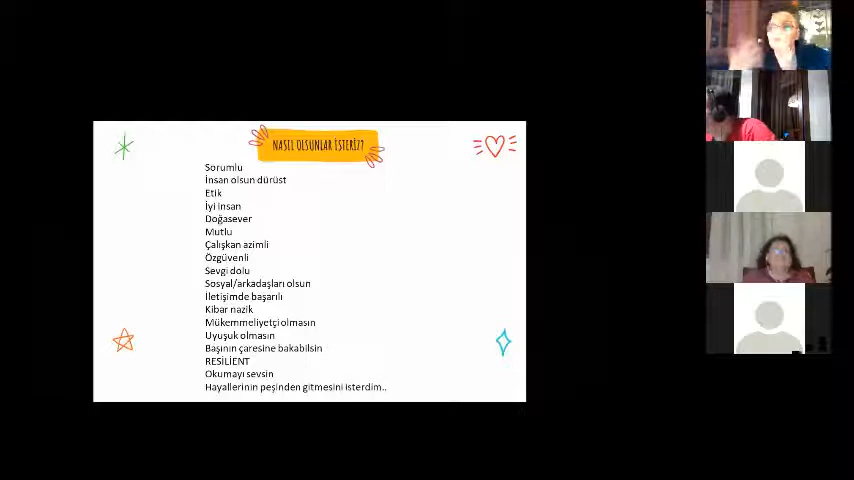 NASIL OLSUNLAR İSTERİZ?
Sorumlu
İnsan olsun dürüst
Etik
İyi insan
Doğasever
Mutlu
Çalışkan azimli
Özgüvenli
Sevgi dolu
Sosyal/arkadaşları olsun
İletişimde başarılı
Kibar nazik
Mükemmeliyetçi olmasın
Uyuşuk olmasın
Başının çaresine bakabilsin
RESİLİENT
Okumayı sevsin
Hayallerinin peşinden gitmesini isterdim..